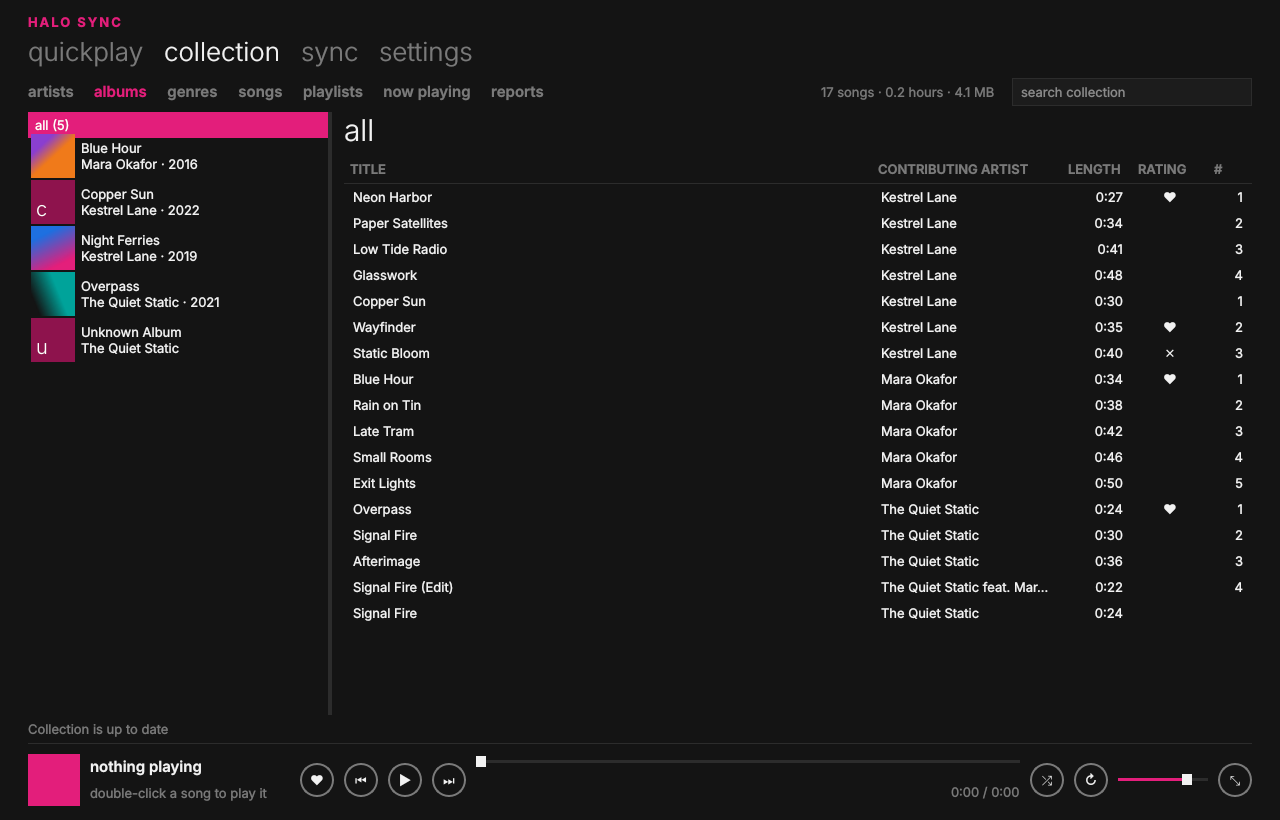 HALO SYNC
quickplay collection sync settings
artists albums genres songs playlists now playing reports
17 songs · 0.2 hours · 4.1 MB
search collection
all (5)
Blue Hour
Mara Okafor · 2016
C
Copper Sun
Kestrel Lane · 2022
Night Ferries
Kestrel Lane · 2019
Overpass
The Quiet Static · 2021
U
Unknown Album
The Quiet Static
all
TITLE CONTRIBUTING ARTIST LENGTH RATING #
Neon Harbor Kestrel Lane 0:27 1
Paper Satellites Kestrel Lane 0:34 2
Low Tide Radio Kestrel Lane 0:41 3
Glasswork Kestrel Lane 0:48 4
Copper Sun Kestrel Lane 0:30 1
Wayfinder Kestrel Lane 0:35 2
Static Bloom Kestrel Lane 0:40 3
Blue Hour Mara Okafor 0:34 1
Rain on Tin Mara Okafor 0:38 2
Late Tram Mara Okafor 0:42 3
Small Rooms Mara Okafor 0:46 4
Exit Lights Mara Okafor 0:50 5
Overpass The Quiet Static 0:24 1
Signal Fire The Quiet Static 0:30 2
Afterimage The Quiet Static 0:36 3
Signal Fire (Edit) The Quiet Static feat. Mar... 0:22 4
Signal Fire The Quiet Static 0:24
Collection is up to date
nothing playing
double-click a song to play it
0:00 / 0:00